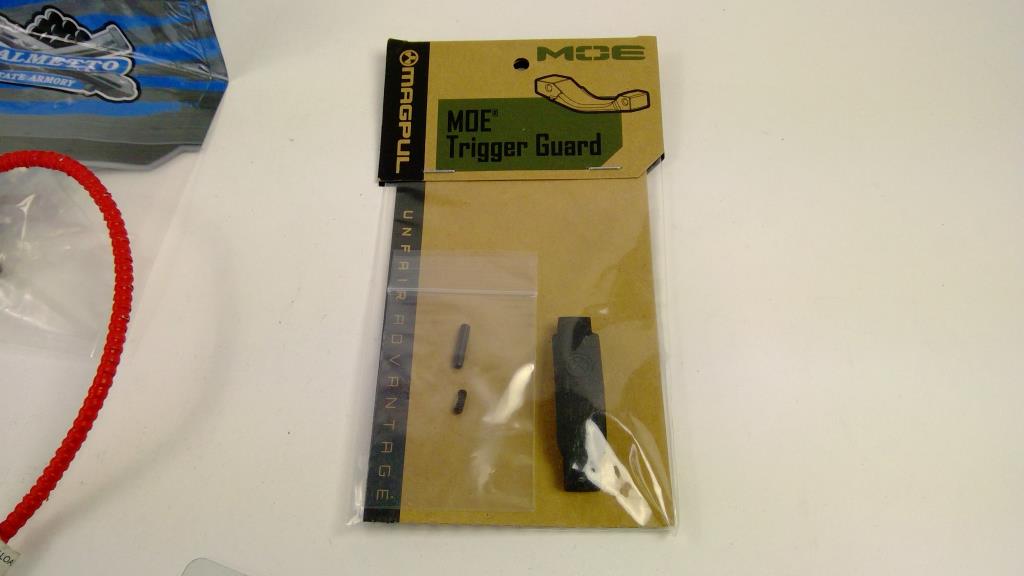 ALMETTO
STATE ARMORY
MAGPUL
MOE
MOE®
Trigger Guard
UNFAIR ADVANTAGE